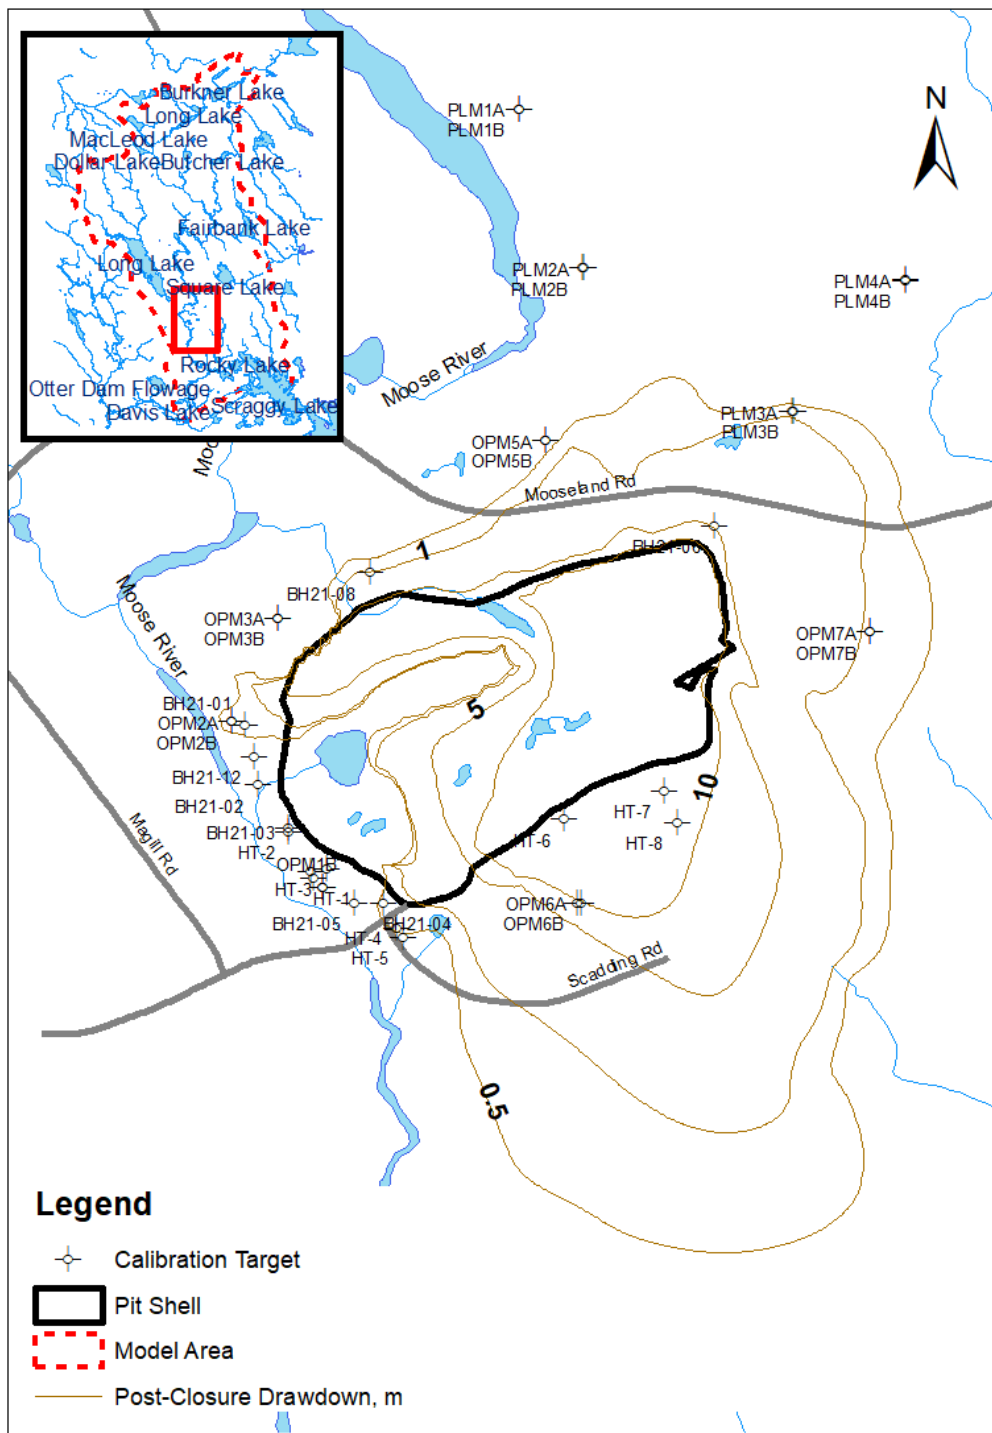 Burkner Lake
Long Lake
MacLeod Lake
Dollar Lake
Butcher Lake
Fairbank Lake
Long Lake
Square Lake
Rocky Lake
Otter Dam Flowage
Davis Lake
Scraggy Lake
N
PLM1A
PLM1B
PLM2A
PLM2B
PLM4A
PLM4B
Moose River
PLM3A
PLM3B
OPM5A
OPM5B
Moo
Mooseland Rd
1
BH21-06
BH21-08
Moose River
OPM3A
OPM3B
OPM7A
OPM7B
BH21-01
OPM2A
OPM2B
5
BH21-12
BH21-02
10
HT-7
HT-8
HT-6
BH21-03
HT-2
Magill Rd
OPM1B
HT-3
HT-1
BH21-05
BH21-04
HT-4
HT-5
OPM6A
OPM6B
Scadding Rd
0.5
Legend
Calibration Target
Pit Shell
Model Area
Post-Closure Drawdown, m